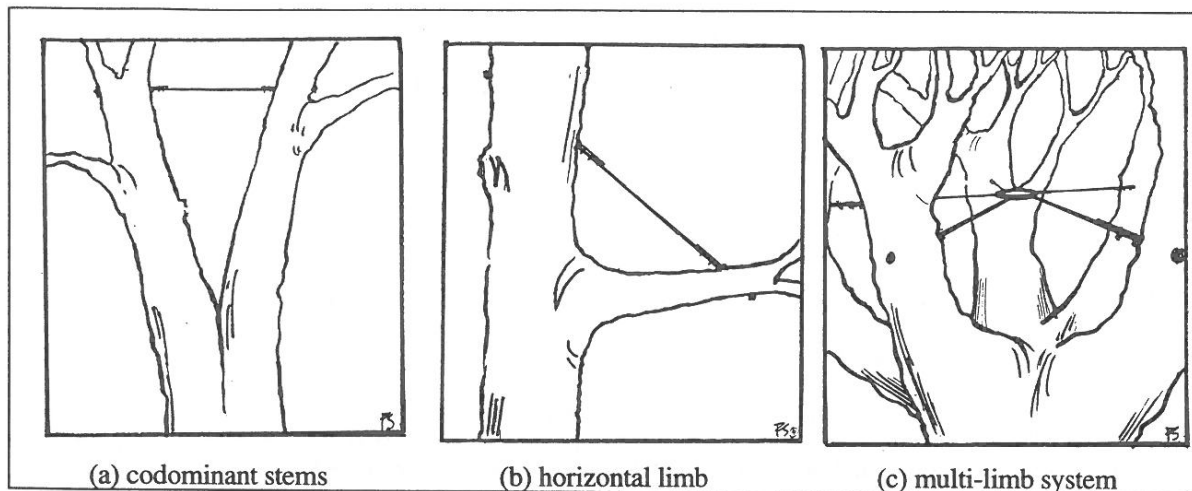 (a) codominant stems
(b) horizontal limb
(c) multi-limb system